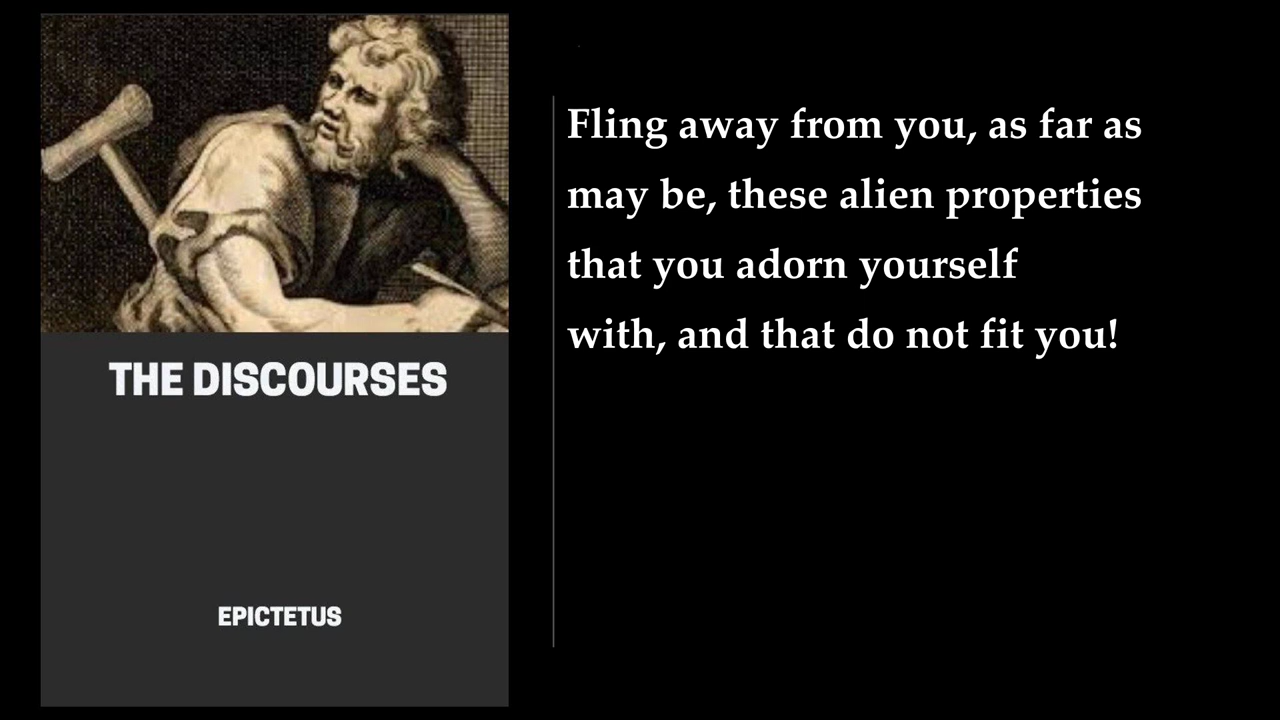 THE DISCOURSES
EPICTETUS
Fling away from you, as far as
may be, these alien properties
that you adorn yourself
with, and that do not fit you!